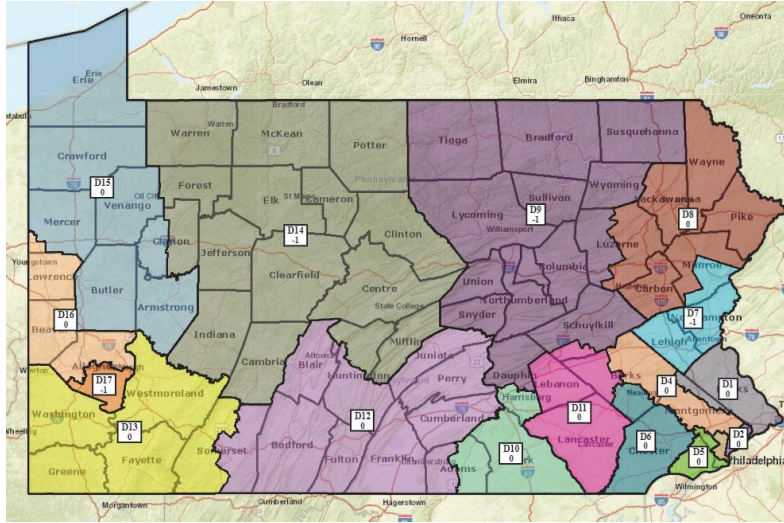 Ithaca
Oneonta
Hornell
Erie
Erie
Jamestown
Olean
Elmira
Binghamton
Warren
Bradford
Warren
McKean
Potter
Tioga
Bradford
Susquehanna
Wayne
Crawford
Pennsylvania
Forest
Elk
St Marys
Cameron
Sullivan
Wyoming
Lackawanna
D15
0
Oil City
Venango
Mercer
Lycoming
D9
-1
Williamsport
D8
0
Pike
D14
-1
Clarion
Clinton
Luzerne
Jefferson
Columbia
Monroe
Youngstown
Lawrence
Clearfield
Union
Carbon
Centre
Butler
Armstrong
Northumberland
Northampton
D16
0
State College
Snyder
D7
-1
Beaver
Schuylkill
Allentown
Indiana
Mifflin
Lehigh
Altoona
Blair
Juniata
Cambria
Huntingdon
Dauphin
Lebanon
Berks
D17
-1
Perry
Harrisburg
D4
0
D1
0
Westmoreland
Washington
D12
0
Cumberland
D11
0
Montgomery
Wheeling
D13
0
D6
0
D2
0
Somerset
Bedford
Lancaster
Lancaster
D10
0
Chester
D5
0
Philadelphia
Greene
Fayette
Fulton
Franklin
Chambersburg
Adams
York
Wilmington
Morgantown
Cumberland
Hagerstown